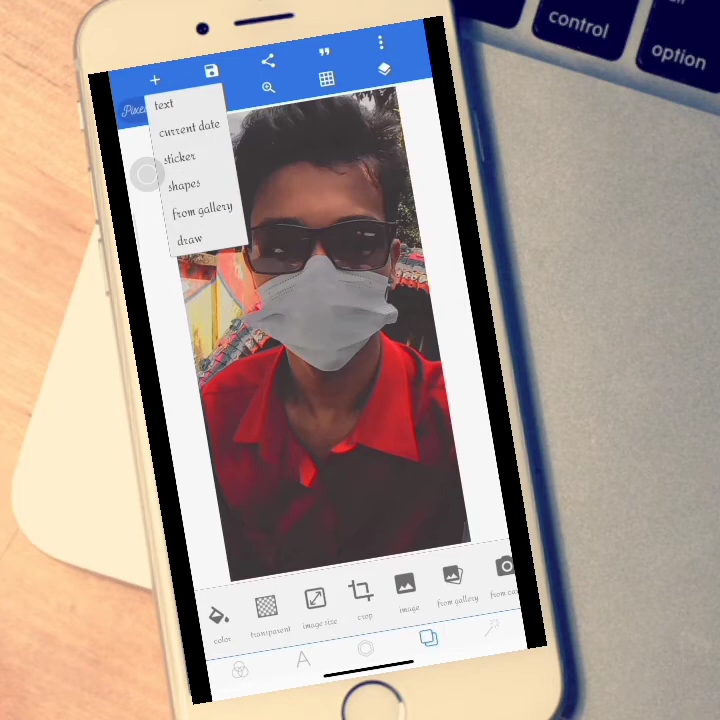 control
option
text
current date
sticker
shapes
from gallery
draw
color
transparent
image size
crop
image
from gallery